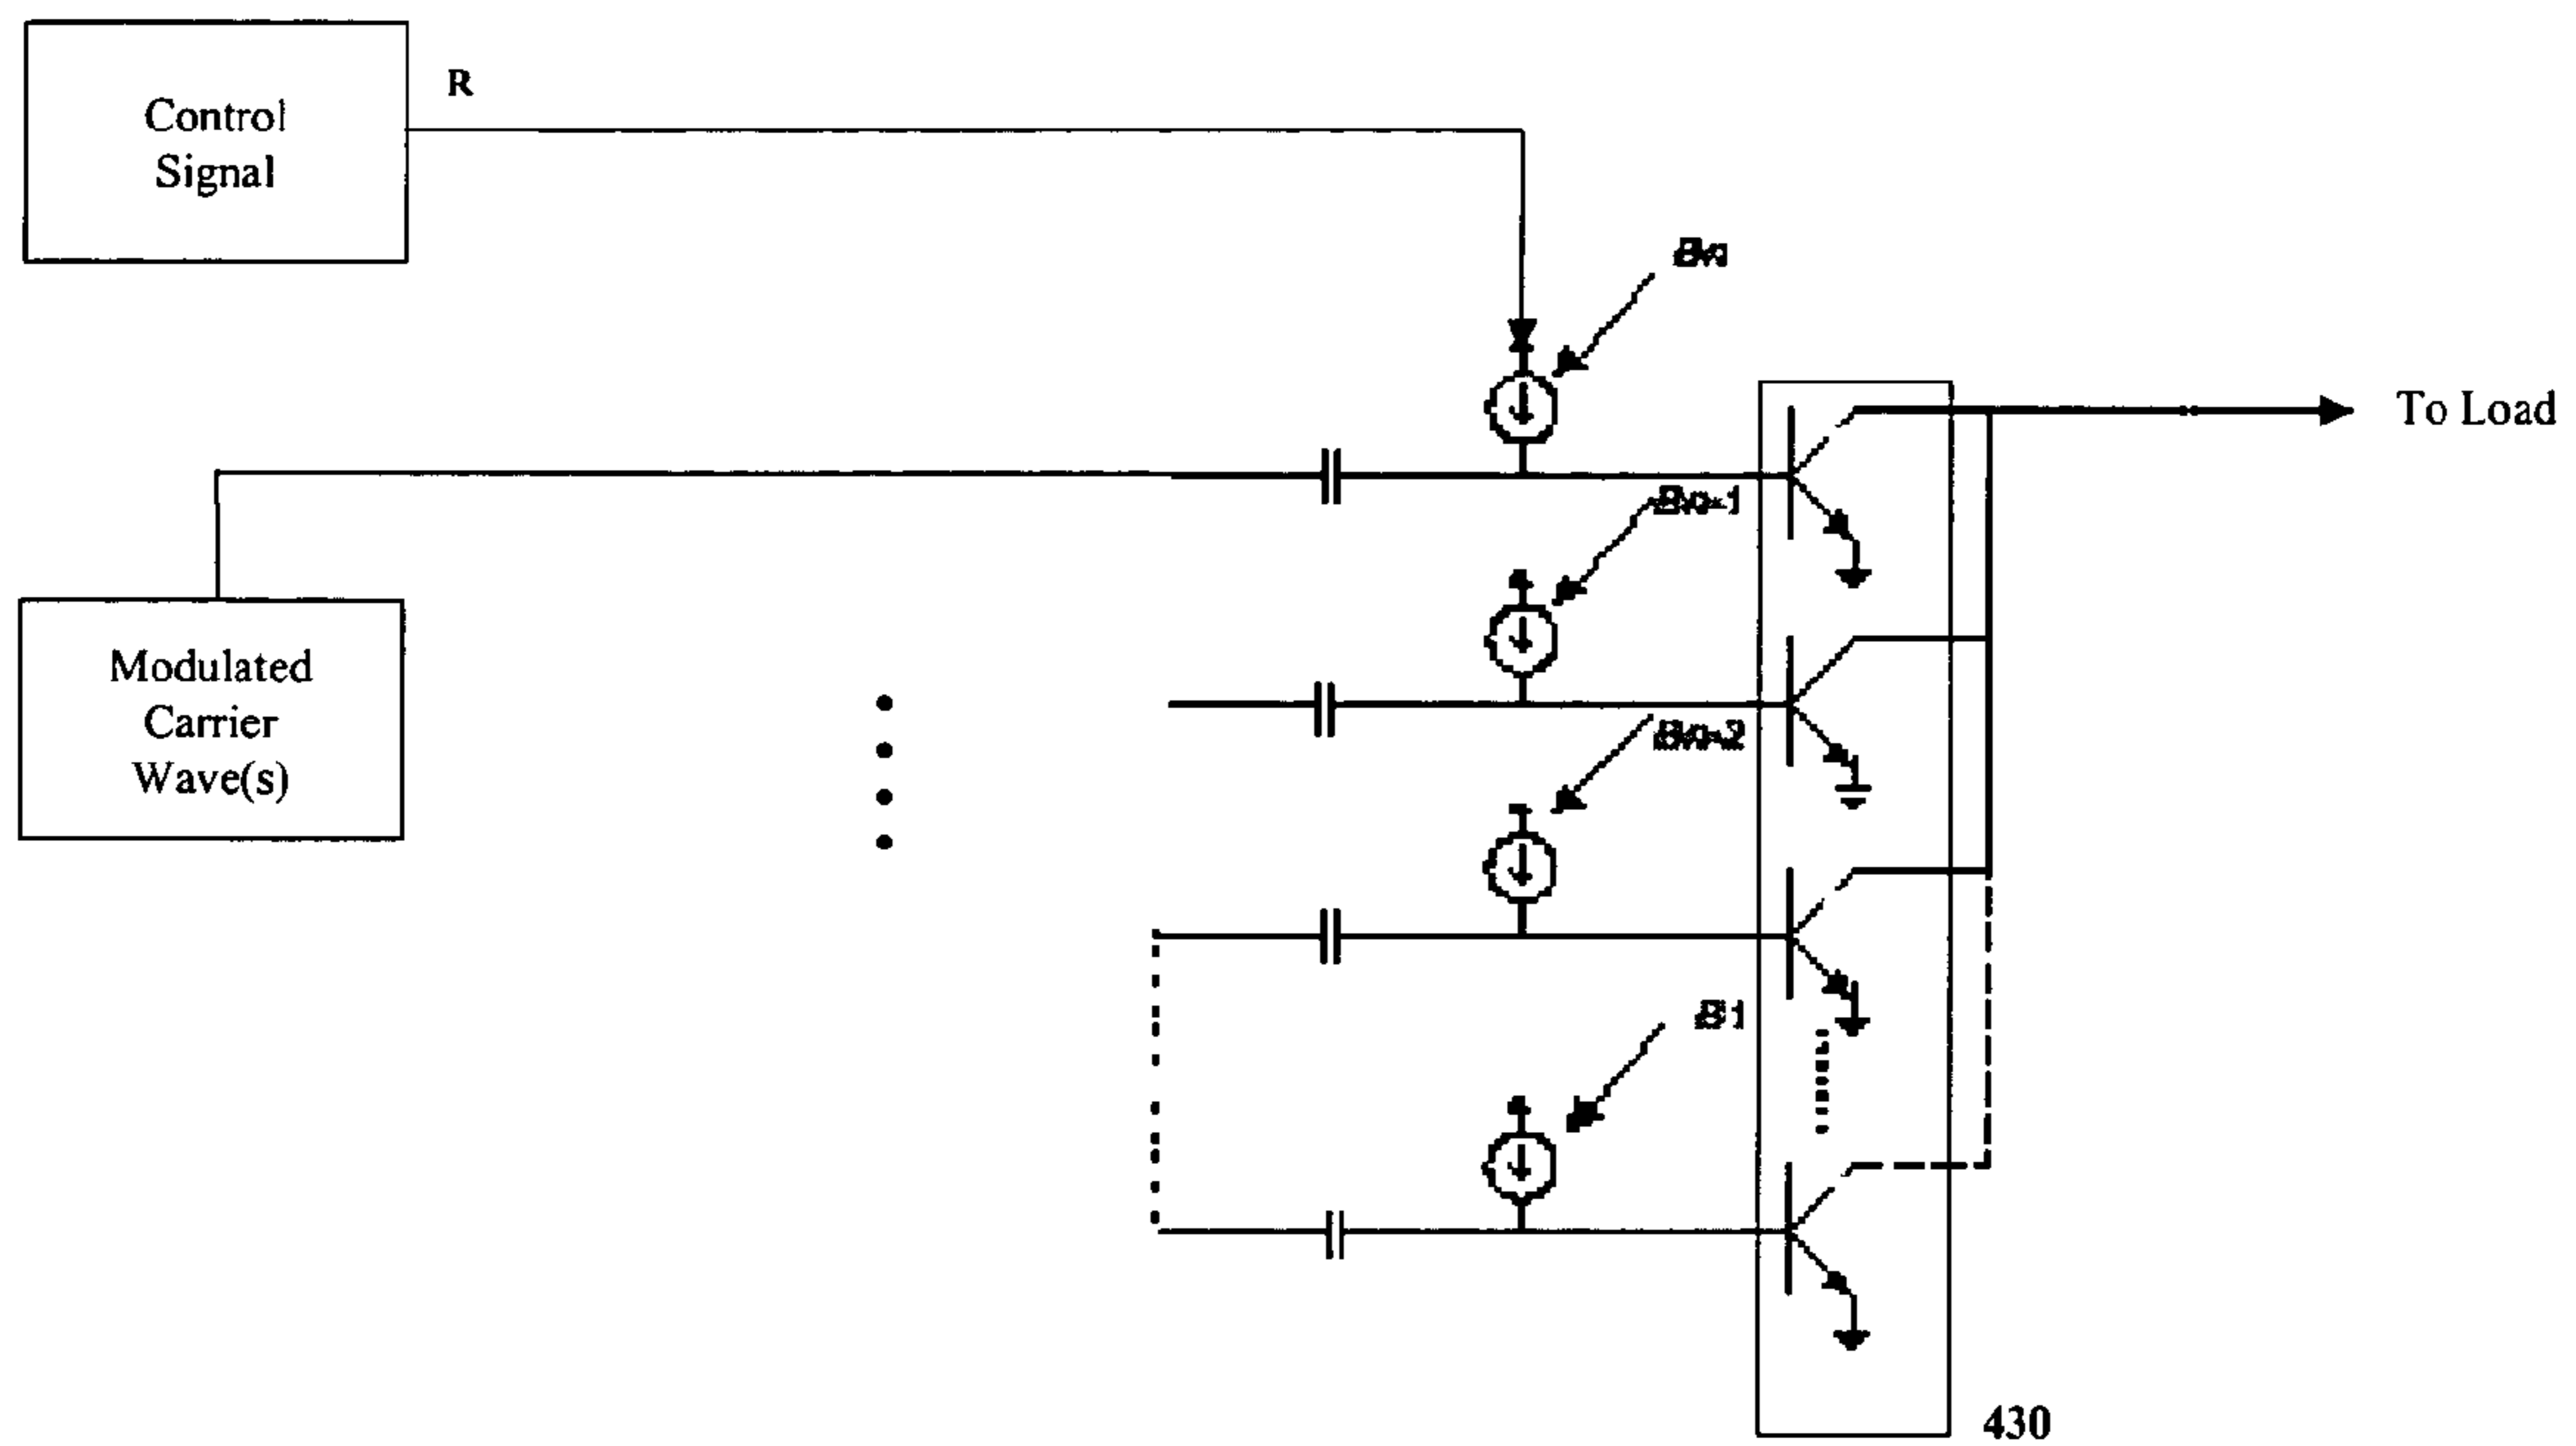 Control
Signal
R
Bn
To Load
Bn-1
Modulated
Carrier
Wave(s)
Bn-2
B1
430